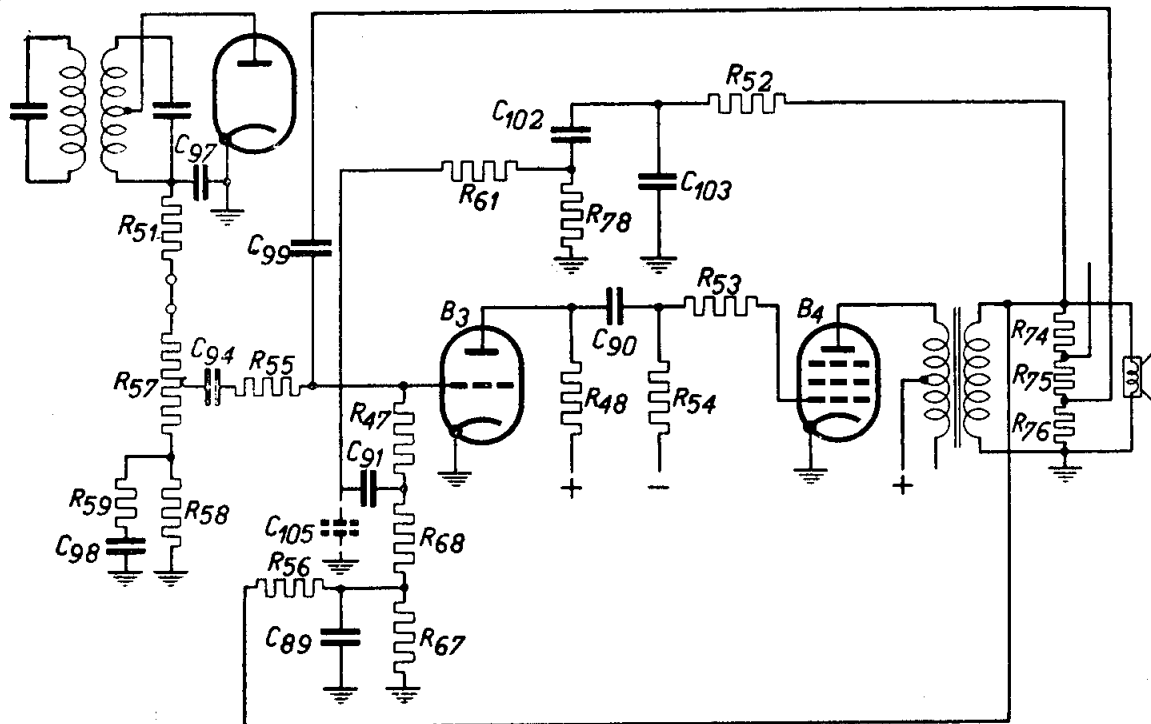 R52
C102
C97
R61
C103
R51
R78
C99
R53
B3
B4
C90
R74
C94
R55
R57
R75
R48
R54
R47
R76
C91
+
−
+
R59
R58
C105
R68
C98
R56
C89
R67